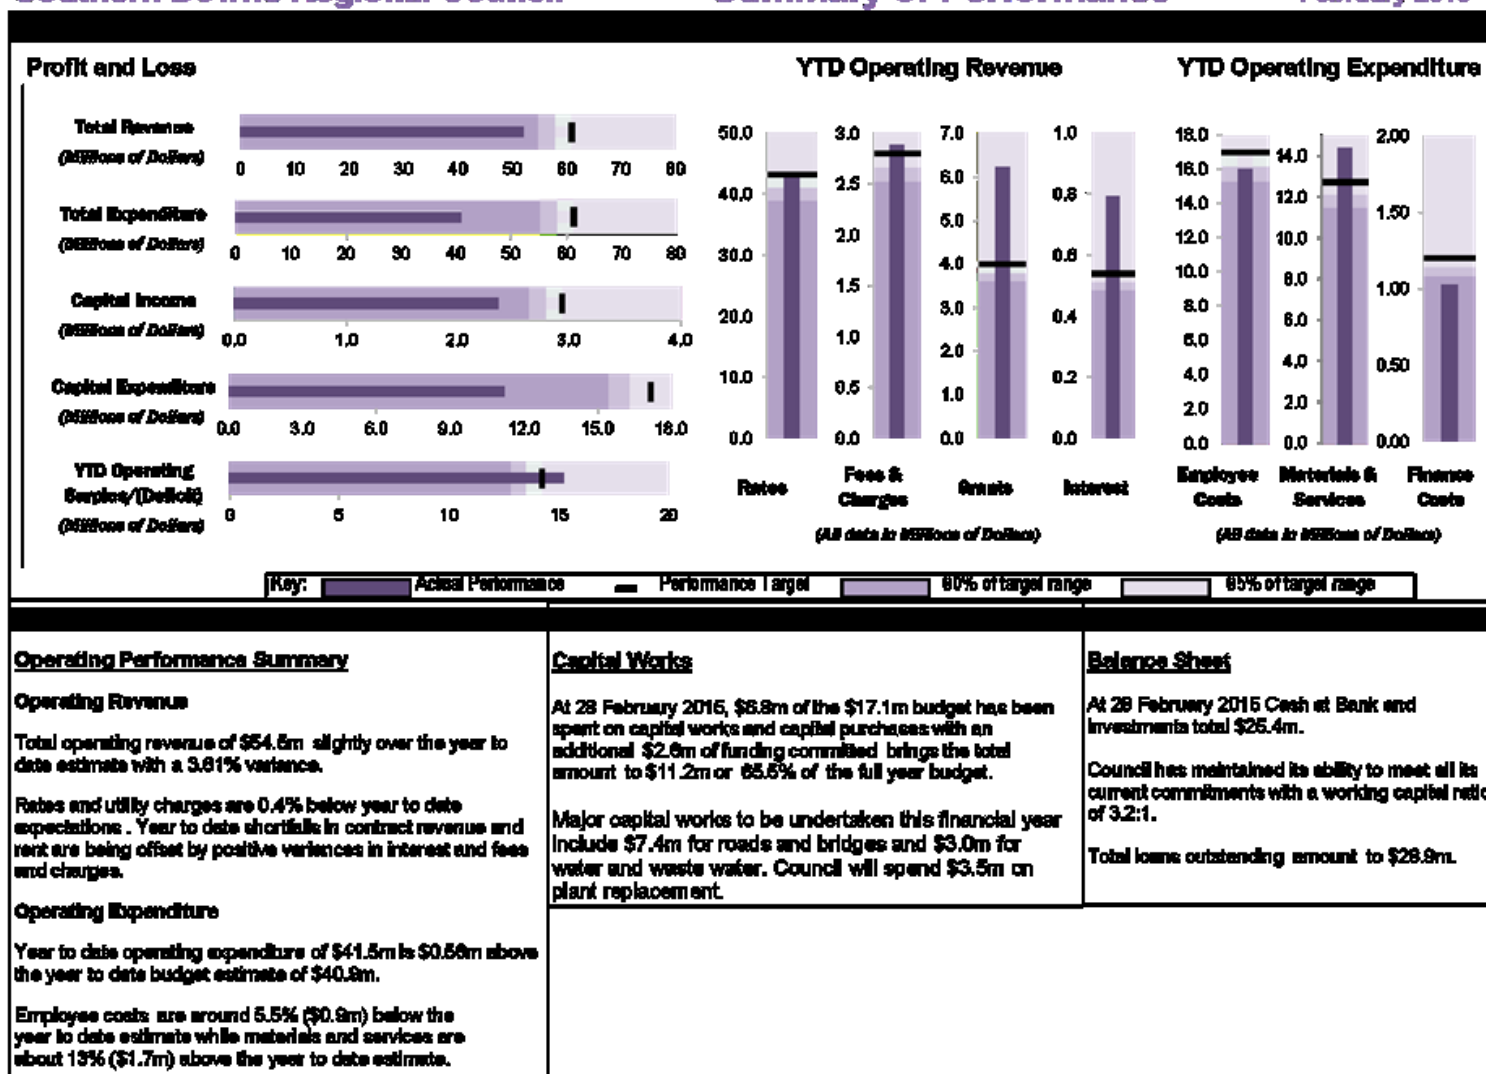 Southern Downs Regional Council
Summary of Performance
February 2015
Profit and Loss
YTD Operating Revenue
YTD Operating Expenditure
Total Revenue
(Millions of Dollars)
0 10 20 30 40 50 60 70 80
Total Expenditure
(Millions of Dollars)
0 10 20 30 40 50 60 70 80
Capital Income
(Millions of Dollars)
0.0 1.0 2.0 3.0 4.0
Capital Expenditure
(Millions of Dollars)
0.0 3.0 6.0 9.0 12.0 15.0 18.0
YTD Operating
Surplus/(Deficit)
(Millions of Dollars)
0 5 10 15 20
50.0
40.0
30.0
20.0
10.0
0.0
Rates
3.0
2.5
2.0
1.5
1.0
0.5
0.0
Fees &
Charges
7.0
6.0
5.0
4.0
3.0
2.0
1.0
0.0
Grants
1.0
0.8
0.6
0.4
0.2
0.0
Interest
(All data in Millions of Dollars)
18.0
16.0
14.0
12.0
10.0
8.0
6.0
4.0
2.0
0.0
Employee
Costs
14.0
12.0
10.0
8.0
6.0
4.0
2.0
0.0
Materials &
Services
2.00
1.50
1.00
0.50
0.00
Finance
Costs
(All data in Millions of Dollars)
Key: Actual Performance Performance Target 90% of target range 95% of target range
Operating Performance Summary
Operating Revenue
Total operating revenue of $54.5m slightly over the year to
date estimate with a 3.61% variance.
Rates and utility charges are 0.4% below year to date
expectations . Year to date shortfalls in contract revenue and
rent are being offset by positive variances in interest and fees
and charges.
Operating Expenditure
Year to date operating expenditure of $41.5m is $0.56m above
the year to date budget estimate of $40.9m.
Employee costs are around 5.5% ($0.9m) below the
year to date estimate while materials and services are
about 13% ($1.7m) above the year to date estimate.
Capital Works
At 28 February 2015, $8.8m of the $17.1m budget has been
spent on capital works and capital purchases with an
additional $2.6m of funding committed brings the total
amount to $11.2m or 65.5% of the full year budget.
Major capital works to be undertaken this financial year
include $7.4m for roads and bridges and $3.0m for
water and waste water. Council will spend $3.5m on
plant replacement.
Balance Sheet
At 28 February 2015 Cash at Bank and
Investments total $25.4m.
Council has maintained its ability to meet all its
current commitments with a working capital ratio
of 3.2:1.
Total loans outstanding amount to $26.9m.